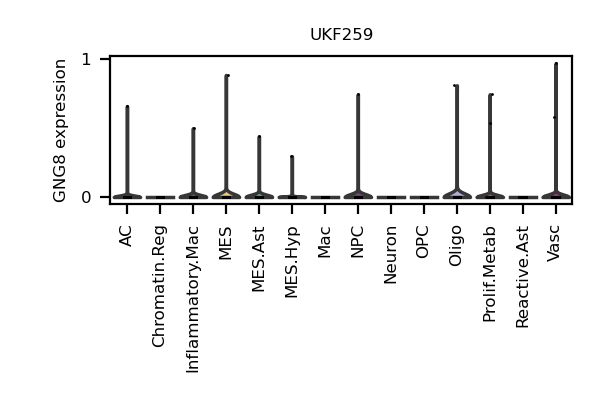 UKF259
GNG8 expression
1
0
AC
Chromatin.Reg
Inflammatory.Mac
MES
MES.Ast
MES.Hyp
Mac
NPC
Neuron
OPC
Oligo
Prolif.Metab
Reactive.Ast
Vasc